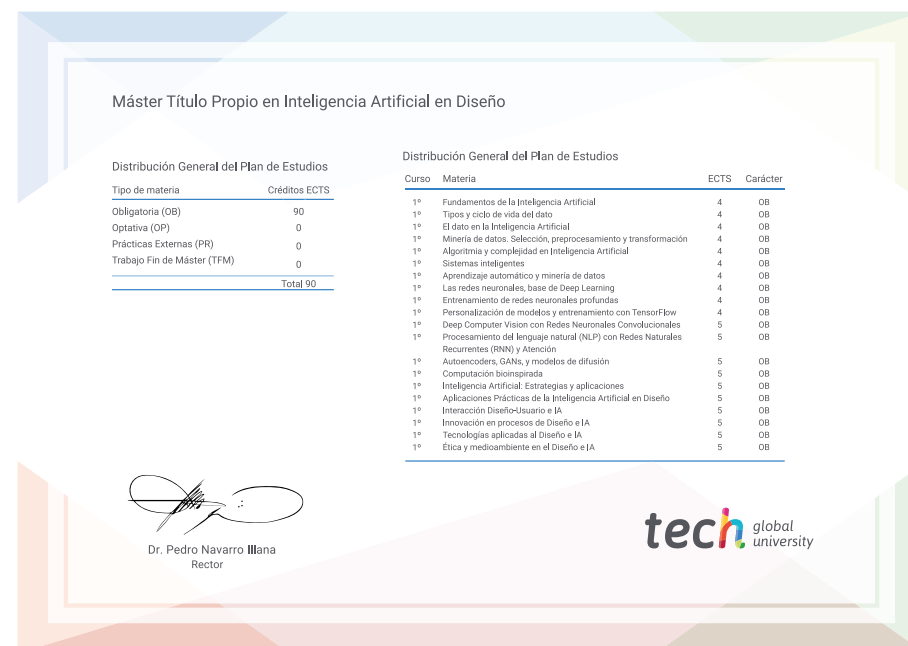 Máster Título Propio en Inteligencia Artificial en Diseño
Distribución General del Plan de Estudios
Tipo de materia Créditos ECTS
Obligatoria (OB) 90
Optativa (OP) 0
Prácticas Externas (PR) 0
Trabajo Fin de Máster (TFM) 0
Total 90
Distribución General del Plan de Estudios
Curso Materia ECTS Carácter
1º Fundamentos de la Inteligencia Artificial 4 OB
1º Tipos y ciclo de vida del dato 4 OB
1º El dato en la Inteligencia Artificial 4 OB
1º Minería de datos. Selección, preprocesamiento y transformación 4 OB
1º Algoritmia y complejidad en Inteligencia Artificial 4 OB
1º Sistemas inteligentes 4 OB
1º Aprendizaje automático y minería de datos 4 OB
1º Las redes neuronales, base de Deep Learning 4 OB
1º Entrenamiento de redes neuronales profundas 4 OB
1º Personalización de modelos y entrenamiento con TensorFlow 4 OB
1º Deep Computer Vision con Redes Neuronales Convolucionales 5 OB
1º Procesamiento del lenguaje natural (NLP) con Redes Naturales 5 OB
Recurrentes (RNN) y Atención
1º Autoencoders, GANs, y modelos de difusión 5 OB
1º Computación bioinspirada 5 OB
1º Inteligencia Artificial: Estrategias y aplicaciones 5 OB
1º Aplicaciones Prácticas de la Inteligencia Artificial en Diseño 5 OB
1º Interacción Diseño-Usuario e IA 5 OB
1º Innovación en procesos de Diseño e IA 5 OB
1º Tecnologías aplicadas al Diseño e IA 5 OB
1º Ética y medioambiente en el Diseño e IA 5 OB
Dr. Pedro Navarro Illana
Rector
tech global
university